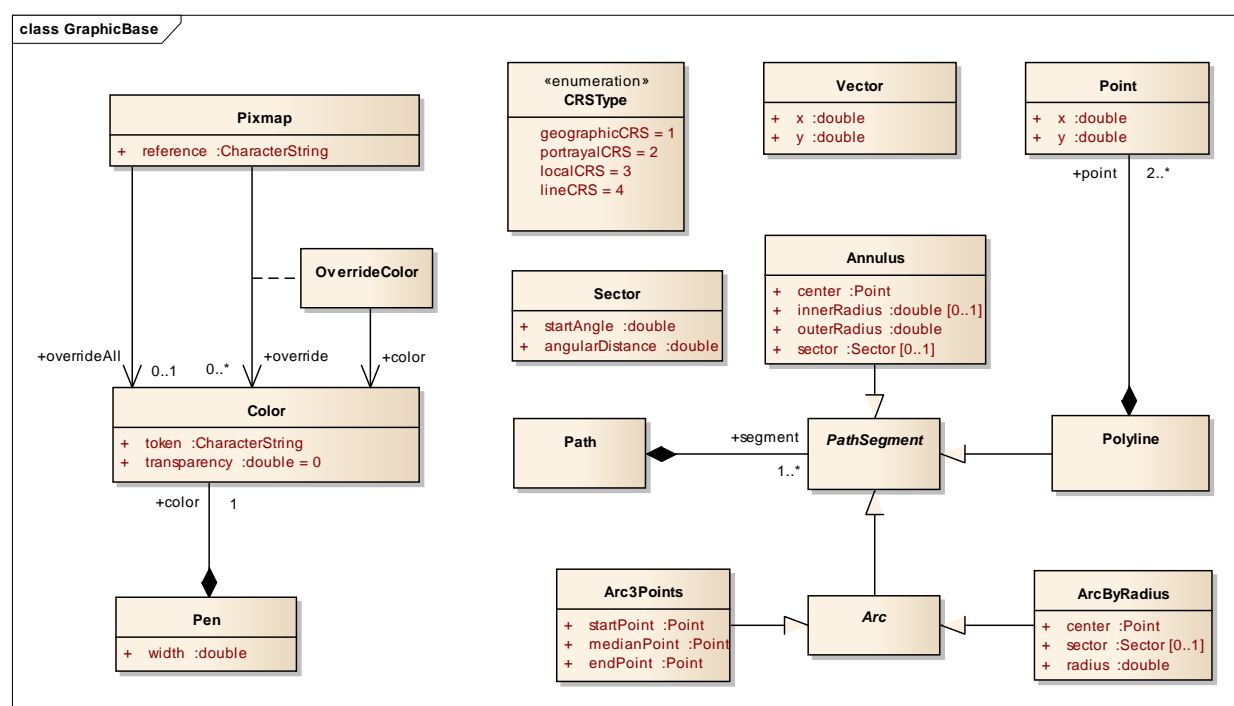 class GraphicBase
Pixmap
+ reference :CharacterString
«enumeration»
CRSType
geographicCRS = 1
portrayalCRS = 2
localCRS = 3
lineCRS = 4
Vector
+ x :double
+ y :double
Point
+ x :double
+ y :double
+point 2..*
OverrideColor
Sector
+ startAngle :double
+ angularDistance :double
Annulus
+ center :Point
+ innerRadius :double [0..1]
+ outerRadius :double
+ sector :Sector [0..1]
+overrideAll 0..1
0..* +override
+color
Color
+ token :CharacterString
+ transparency :double = 0
+color 1
Path
+segment
1..*
PathSegment
Polyline
Pen
+ width :double
Arc3Points
+ startPoint :Point
+ medianPoint :Point
+ endPoint :Point
Arc
ArcByRadius
+ center :Point
+ sector :Sector [0..1]
+ radius :double